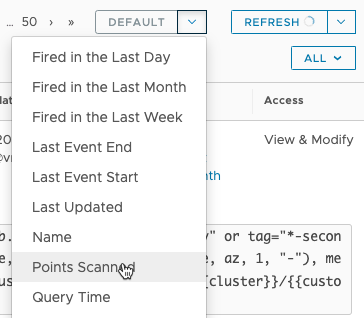 ... 50 › » DEFAULT REFRESH
ALL
Fired in the Last Day
Fired in the Last Month
Access
Fired in the Last Week
Last Event End
View & Modify
Last Event Start
Last Updated
Name
Points Scanned
Query Time
y" or tag="*-secon
e, az, 1, "-"), me
{cluster}/{{custo